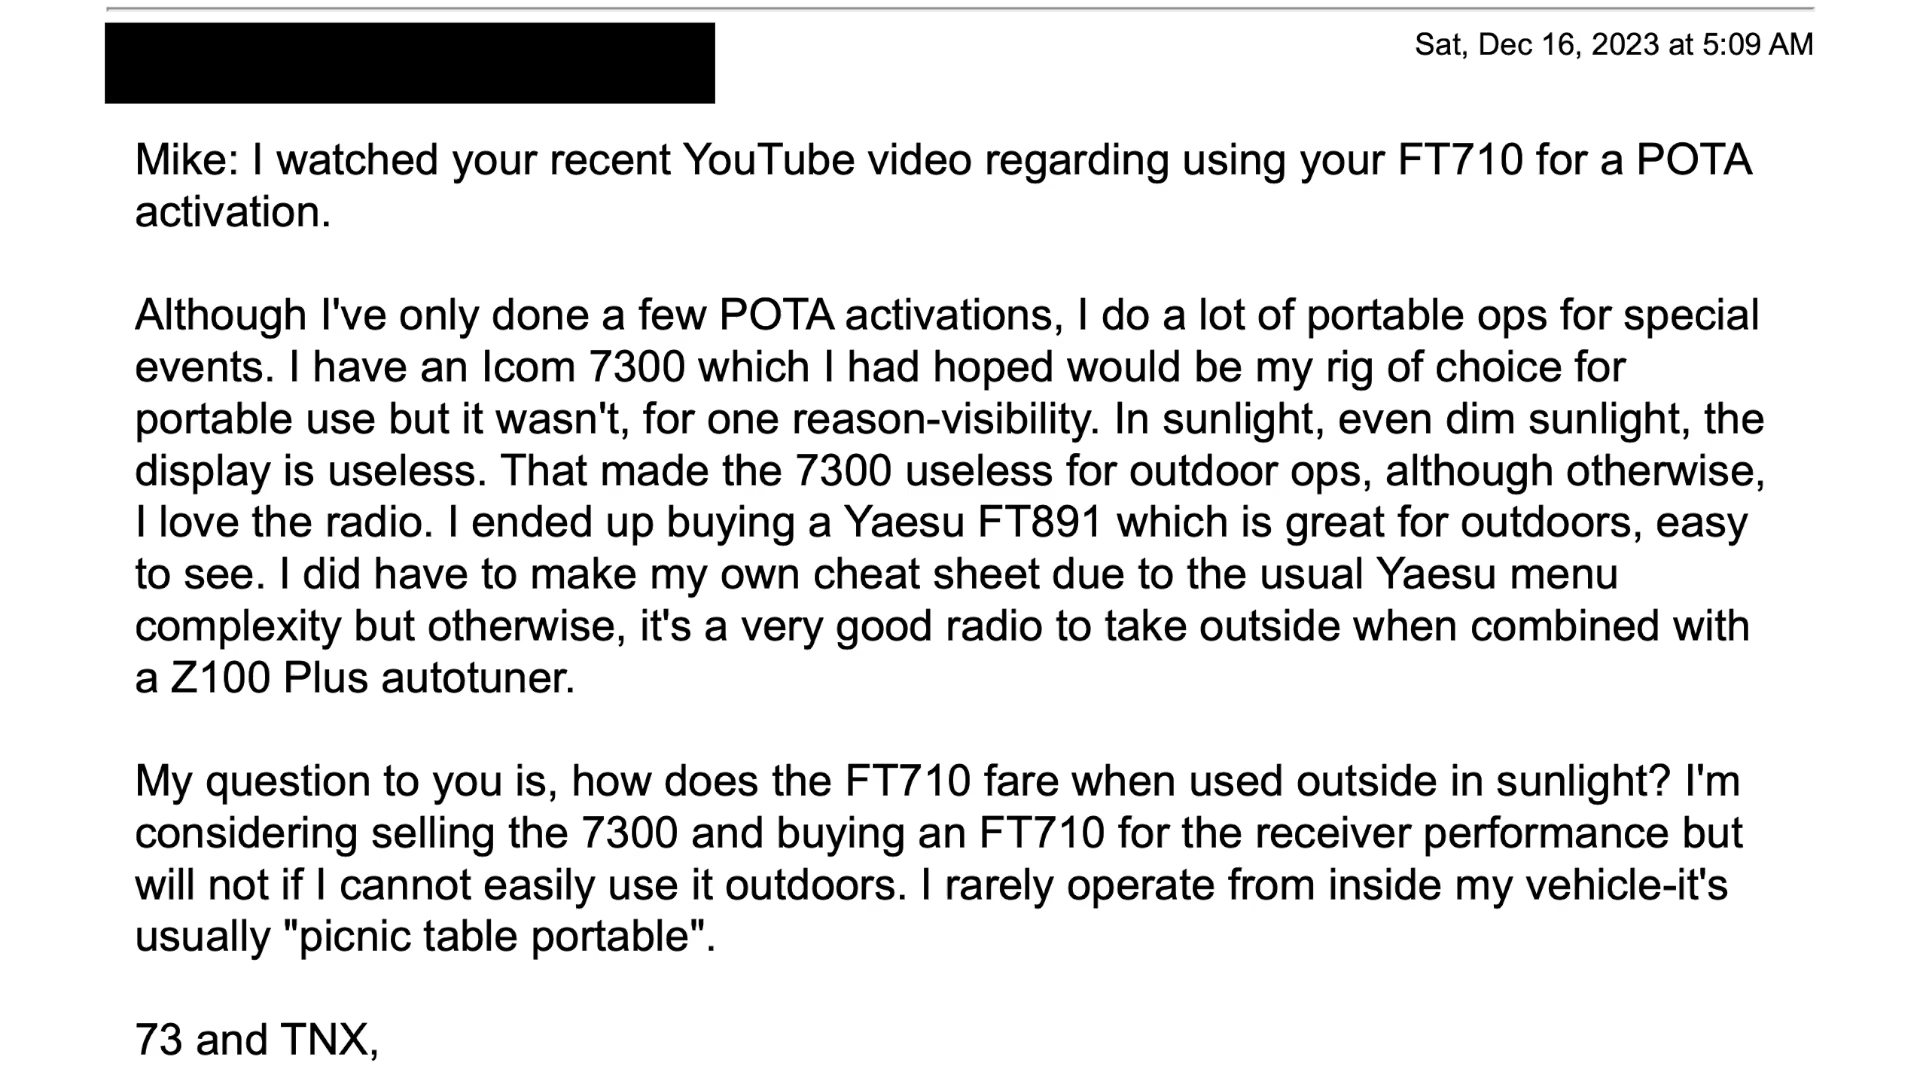 Sat, Dec 16, 2023 at 5:09 AM
Mike: I watched your recent YouTube video regarding using your FT710 for a POTA
activation.
Although I've only done a few POTA activations, I do a lot of portable ops for special
events. I have an Icom 7300 which I had hoped would be my rig of choice for
portable use but it wasn't, for one reason-visibility. In sunlight, even dim sunlight, the
display is useless. That made the 7300 useless for outdoor ops, although otherwise,
I love the radio. I ended up buying a Yaesu FT891 which is great for outdoors, easy
to see. I did have to make my own cheat sheet due to the usual Yaesu menu
complexity but otherwise, it's a very good radio to take outside when combined with
a Z100 Plus autotuner.
My question to you is, how does the FT710 fare when used outside in sunlight? I'm
considering selling the 7300 and buying an FT710 for the receiver performance but
will not if I cannot easily use it outdoors. I rarely operate from inside my vehicle-it's
usually "picnic table portable".
73 and TNX,